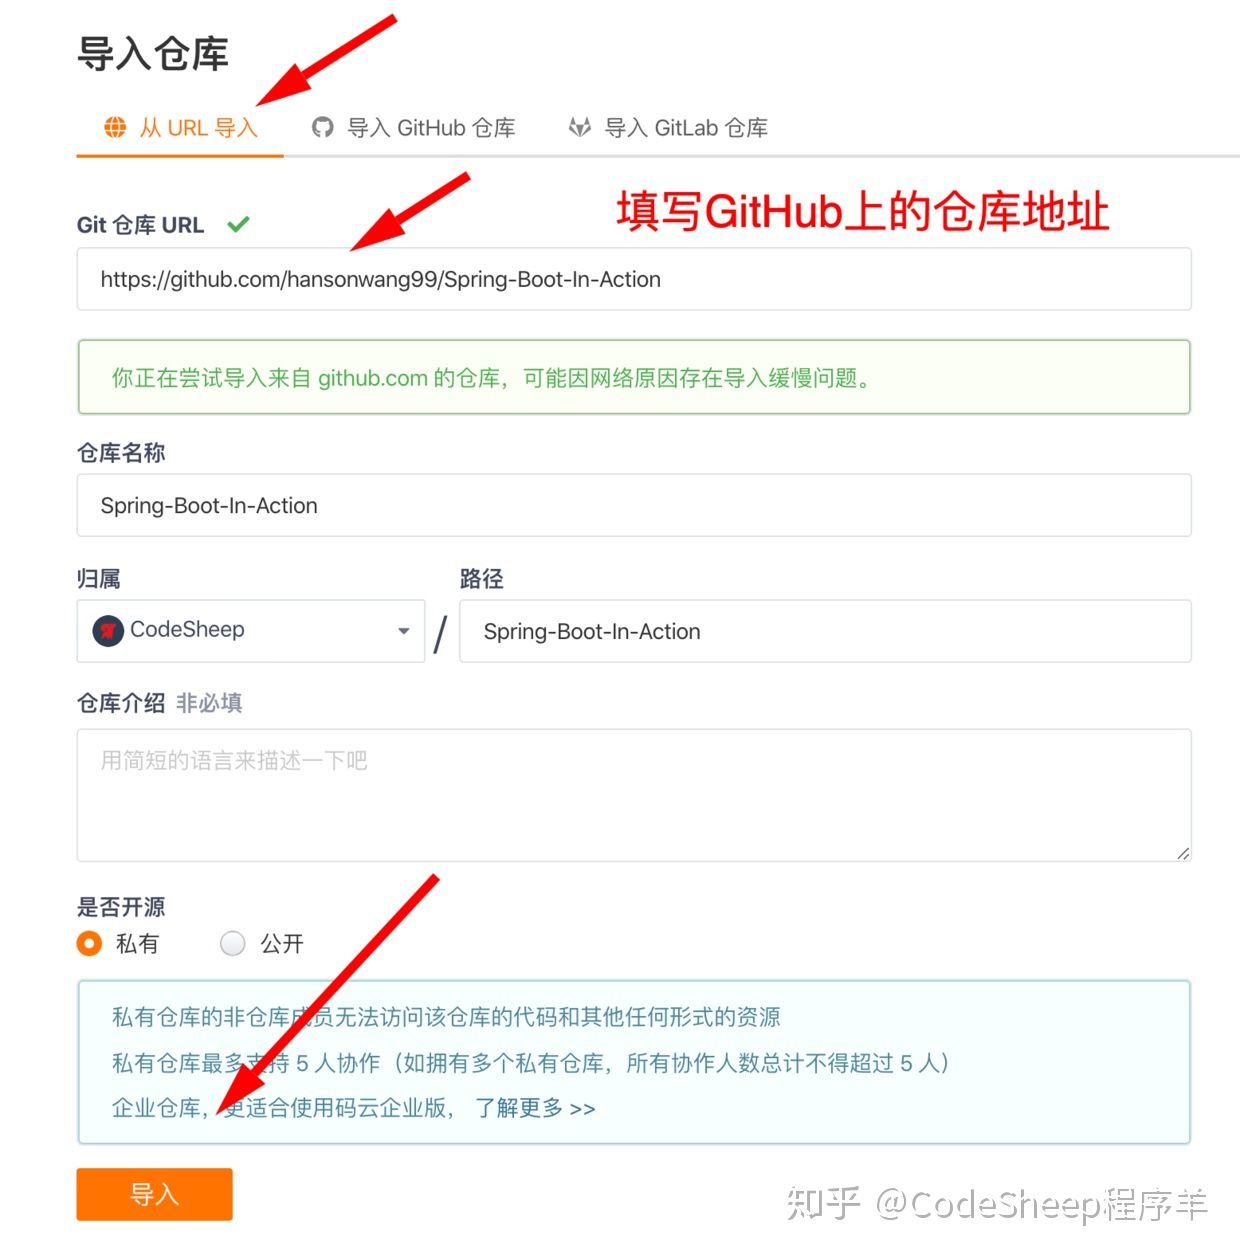 导入仓库
从 URL 导入
导入 GitHub 仓库
导入 GitLab 仓库
填写GitHub上的仓库地址
Git 仓库 URL
https://github.com/hansonwang99/Spring-Boot-In-Action
你正在尝试导入来自 github.com 的仓库，可能因网络原因存在导入缓慢问题。
仓库名称
Spring-Boot-In-Action
归属
路径
CodeSheep
/
Spring-Boot-In-Action
仓库介绍 非必填
用简短的语言来描述一下吧
是否开源
私有
公开
私有仓库的非仓库成员无法访问该仓库的代码和其他任何形式的资源
私有仓库最多支持 5 人协作（如拥有多个私有仓库，所有协作人数总计不得超过 5 人）
企业仓库，更适合使用码云企业版， 了解更多 >>
导入
知乎 @CodeSheep程序羊